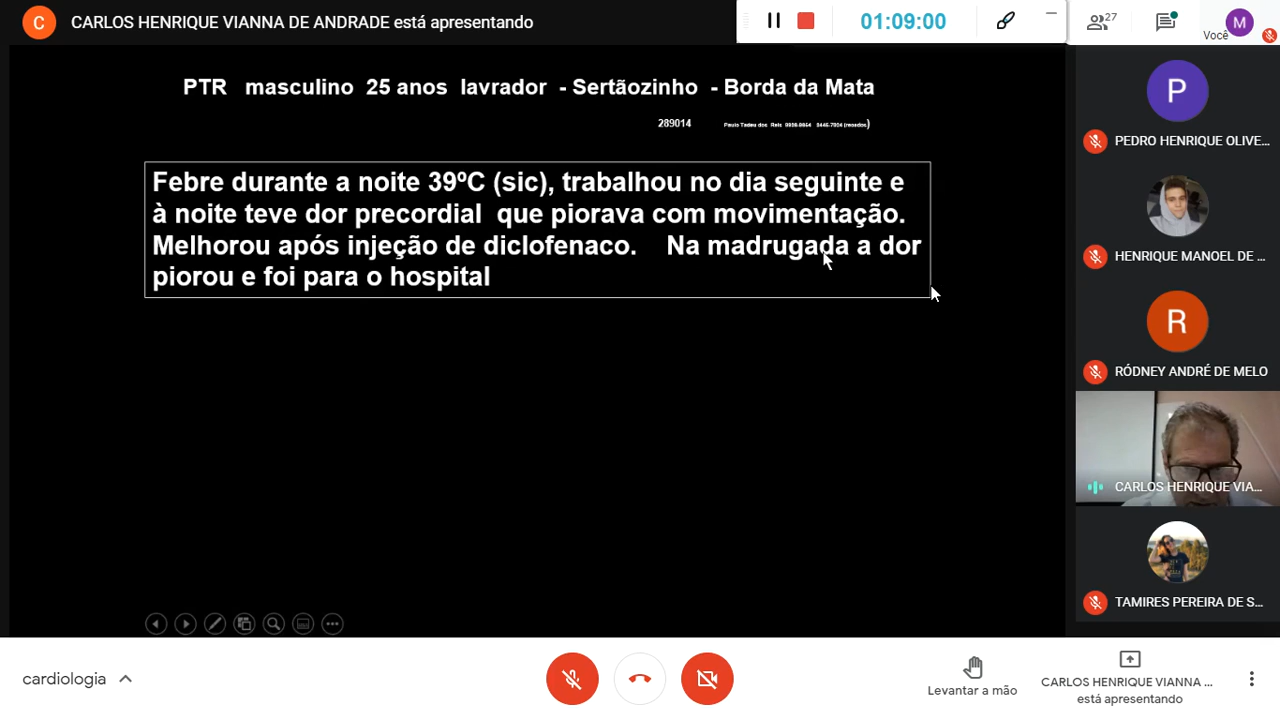 C CARLOS HENRIQUE VIANNA DE ANDRADE está apresentando
01:09:00
27
Você
M
PTR masculino 25 anos lavrador - Sertãozinho - Borda da Mata
289014
Febre durante a noite 39ºC (sic), trabalhou no dia seguinte e
à noite teve dor precordial que piorava com movimentação.
Melhorou após injeção de diclofenaco. Na madrugada a dor
piorou e foi para o hospital
P
PEDRO HENRIQUE OLIVE...
HENRIQUE MANOEL DE ...
R
RÓDNEY ANDRÉ DE MELO
CARLOS HENRIQUE VIA...
TAMIRES PEREIRA DE S...
cardiologia
Levantar a mão
CARLOS HENRIQUE VIANNA ...
está apresentando